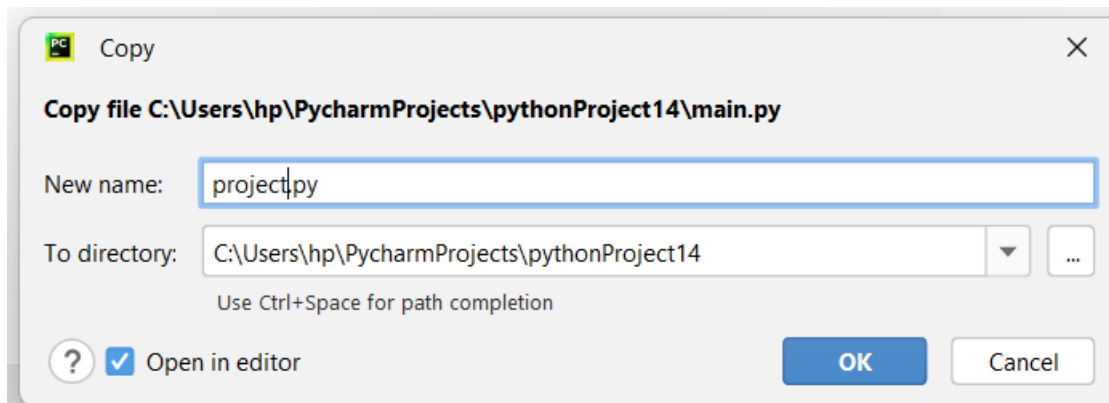 PC Copy
Copy file C:\Users\hp\PycharmProjects\pythonProject14\main.py
New name: project.py
To directory: C:\Users\hp\PycharmProjects\pythonProject14 ...
Use Ctrl+Space for path completion
? Open in editor OK Cancel